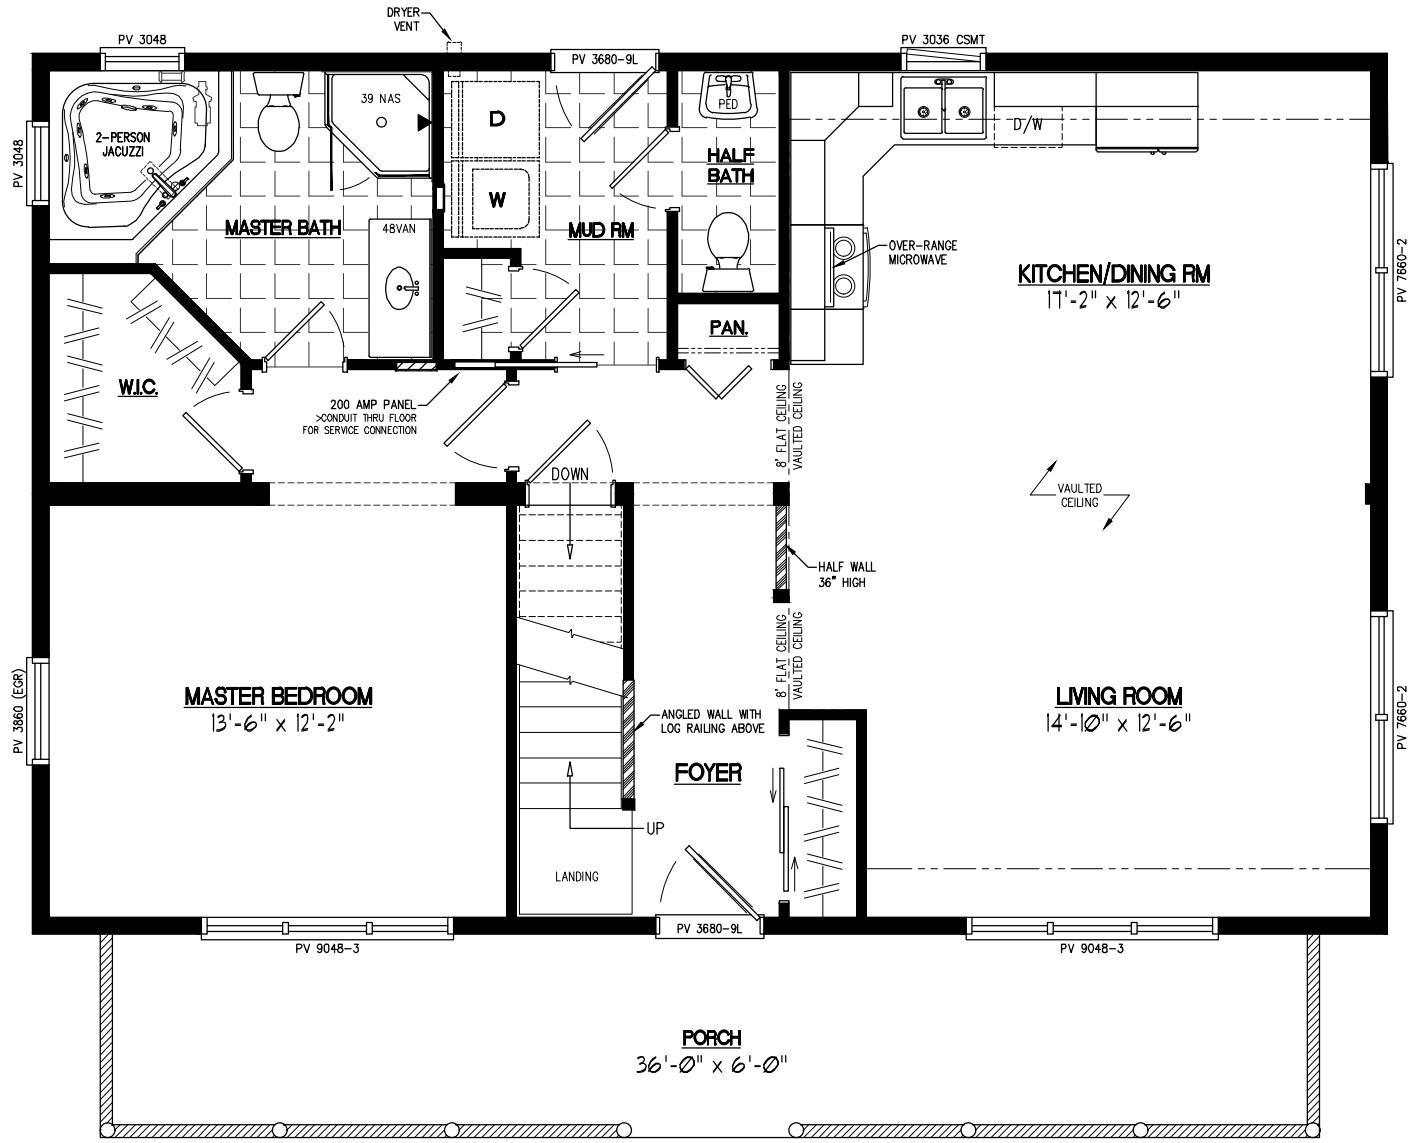 DRYER
VENT
PV 3048
PV 3680-9L
PV 3036 CSMT
2-PERSON
JACUZZI
39 NAS
D
W
PED
D/W
PV 3048
HALF
BATH
MASTER BATH
48VAN
MUD RM
OVER-RANGE
MICROWAVE
KITCHEN/DINING RM
17'-2" x 12'-6"
PV 7660-2
PAN.
W.I.C.
200 AMP PANEL
>CONDUIT THRU FLOOR
FOR SERVICE CONNECTION
8' FLAT CEILING
VAULTED CEILING
DOWN
VAULTED
CEILING
HALF WALL
36" HIGH
8' FLAT CEILING
VAULTED CEILING
PV 3860 (EGR)
MASTER BEDROOM
13'-6" x 12'-2"
ANGLED WALL WITH
LOG RAILING ABOVE
LIVING ROOM
14'-10" x 12'-6"
PV 7660-2
FOYER
UP
LANDING
PV 9048-3
PV 3680-9L
PV 9048-3
PORCH
36'-0" x 6'-0"